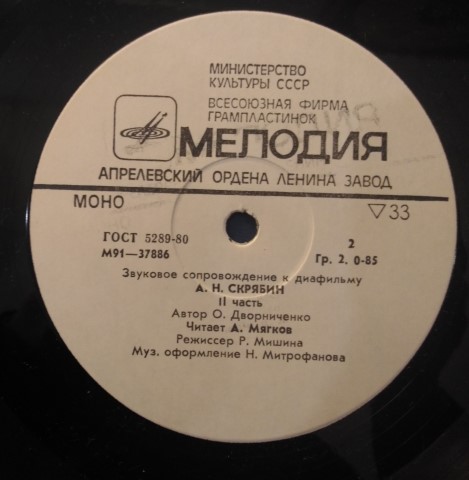 МИНИСТЕРСТВО
КУЛЬТУРЫ СССР
ВСЕСОЮЗНАЯ ФИРМА
ГРАМПЛАСТИНОК
МЕЛОДИЯ
АПРЕЛЕВСКИЙ ОРДЕНА ЛЕНИНА ЗАВОД
МОНО ▽33
ГОСТ 5289-80 2
М91—37886 Гр. 2. 0-85
Звуковое сопровождение к диафильму
А. Н. СКРЯБИН
II часть
Автор О. Дворниченко
Читает А. Мягков
Режиссер Р. Мишина
Муз. оформление Н. Митрофанова